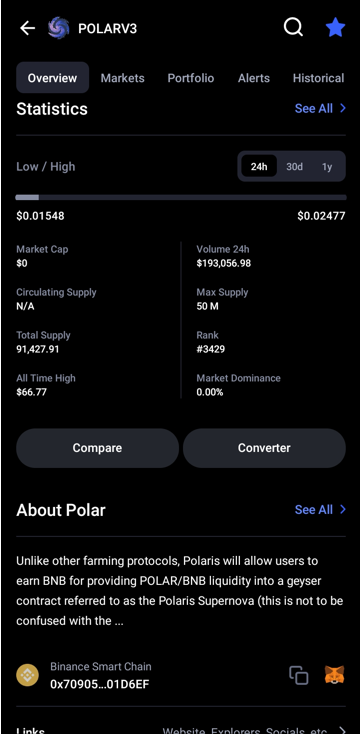 POLARV3
Overview Markets Portfolio Alerts Historical
Statistics See All
Low / High 24h 30d 1y
$0.01548 $0.02477
Market Cap Volume 24h
$0 $193,056.98
Circulating Supply Max Supply
N/A 50 M
Total Supply Rank
91,427.91 #3429
All Time High Market Dominance
$66.77 0.00%
Compare Converter
About Polar See All
Unlike other farming protocols, Polaris will allow users to
earn BNB for providing POLAR/BNB liquidity into a geyser
contract referred to as the Polaris Supernova (this is not to be
confused with the ...
Binance Smart Chain
0x70905...01D6EF
Links Website, Explorers, Socials, etc.